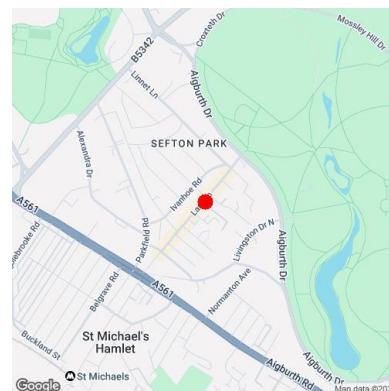 Mossley Hill Dr
Croxteth Dr
B5342
Aigburth Dr
Linnet Ln
SEFTON PARK
Alexandra Dr
Ivanhoe Rd
A561
Parkfield Rd
Livingston Dr N
Aigburth Dr
Belgrave Rd
A561
Normanton Ave
St Michael's
Hamlet
Buckland St
St Michaels
Aigburth Rd
Aigburth Dr
Google
Map data